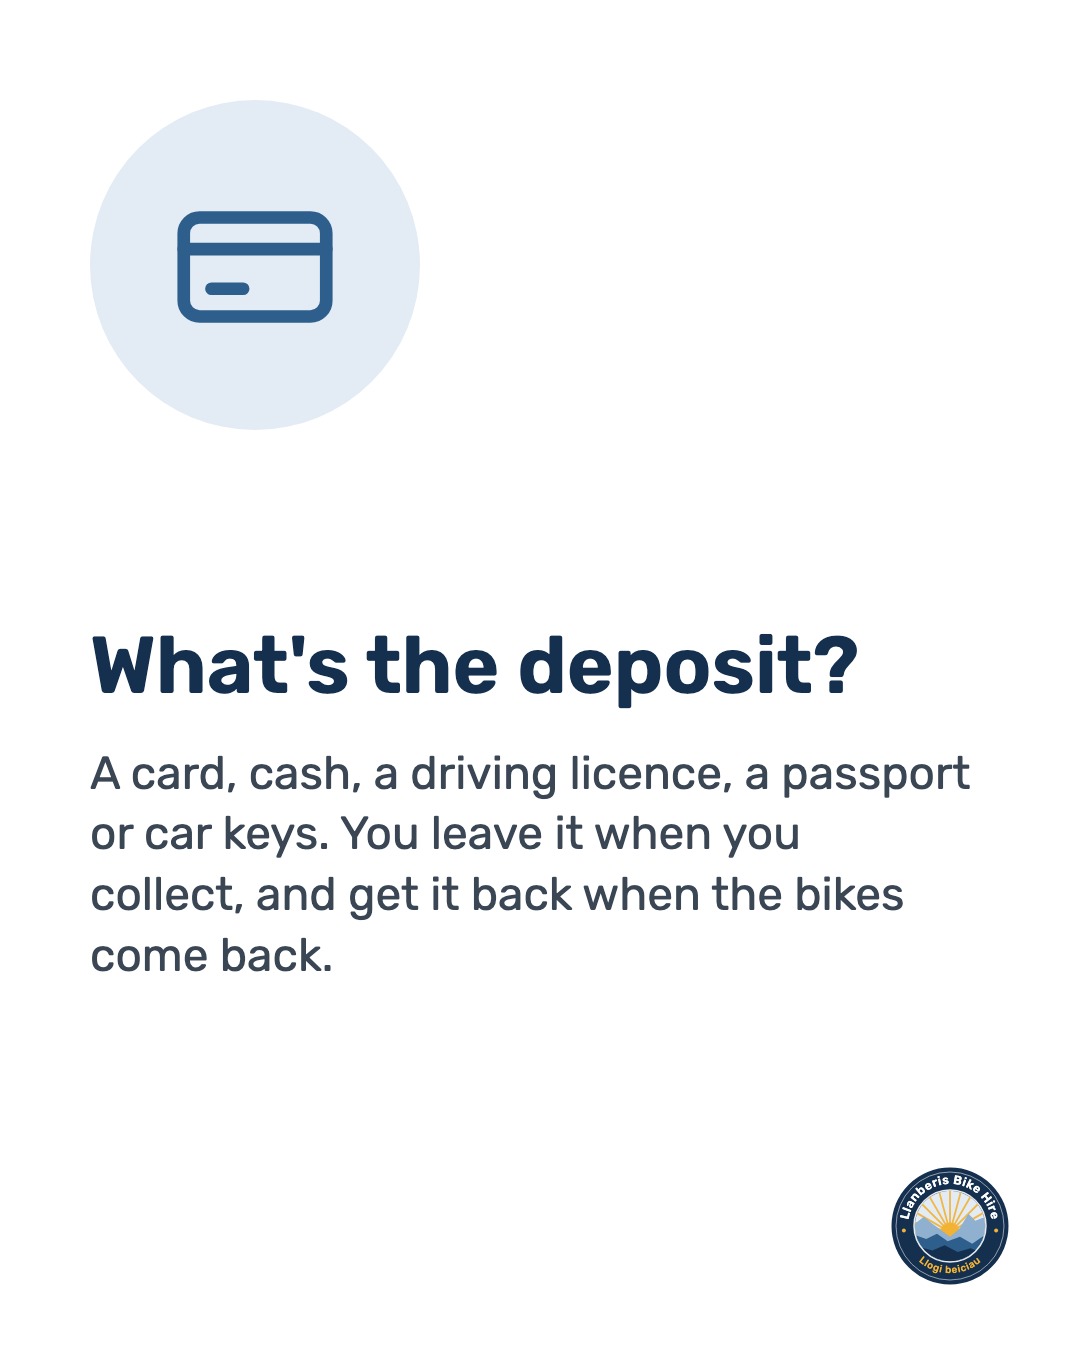 What's the deposit?
A card, cash, a driving licence, a passport
or car keys. You leave it when you
collect, and get it back when the bikes
come back.
Llanberis Bike Hire
Llogi beiciau